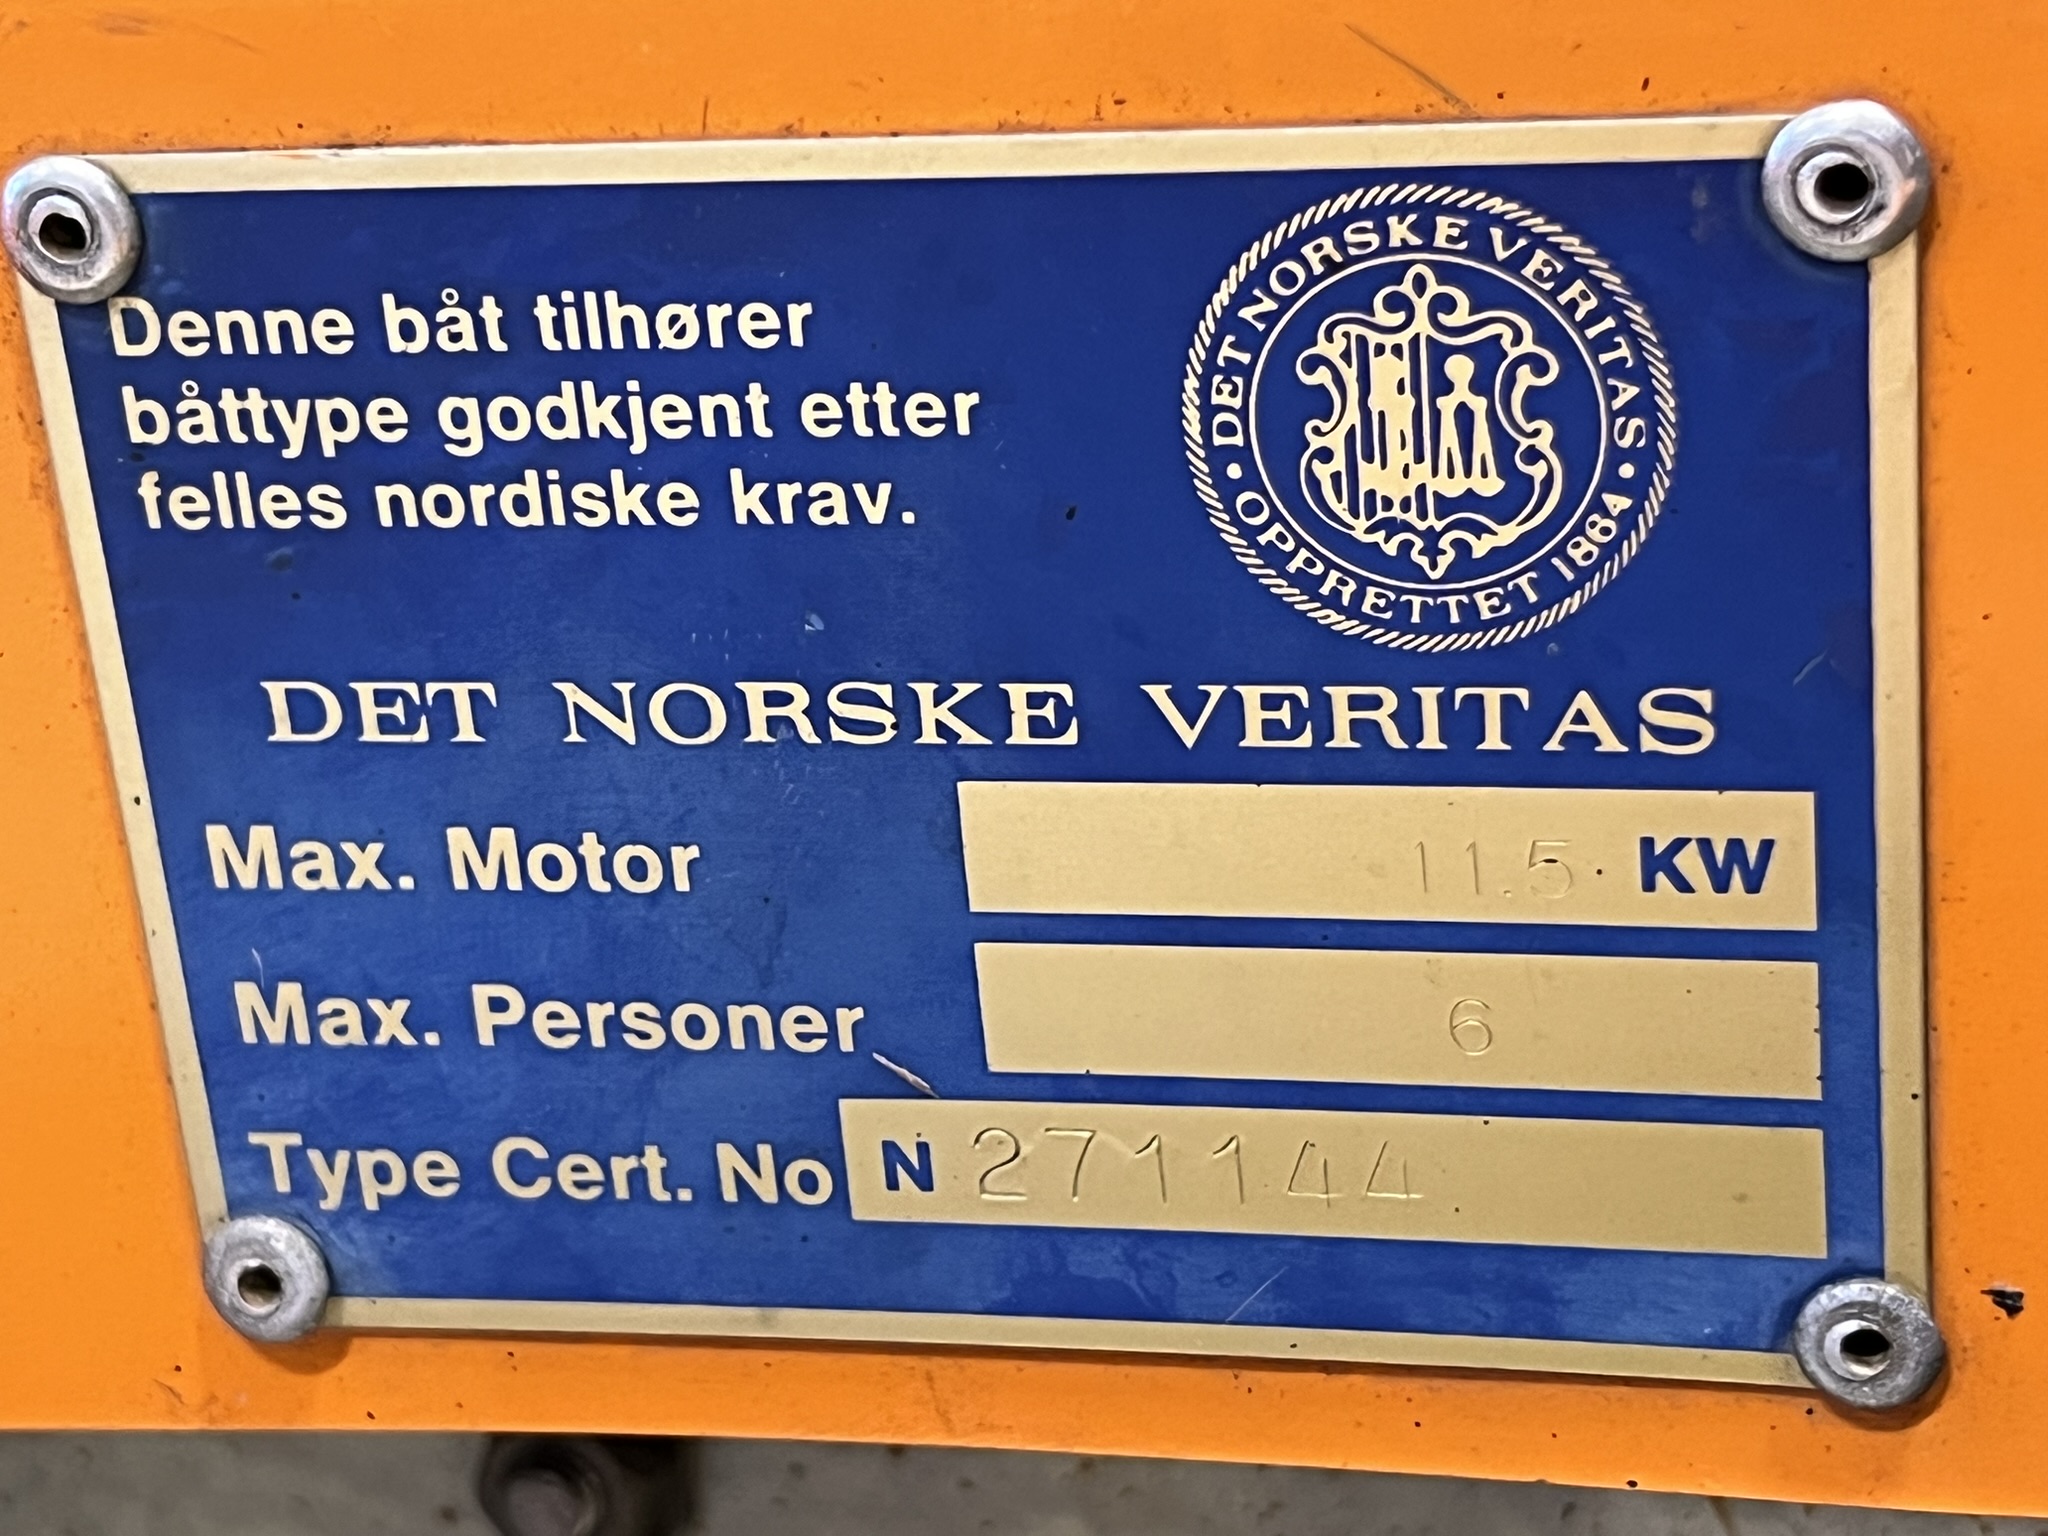 Denne båt tilhører
båttype godkjent etter
felles nordiske krav.
DET NORSKE VERITAS
OPPRETTET 1864
DET NORSKE VERITAS
Max. Motor 11.5 KW
Max. Personer 6
Type Cert. No N 271144